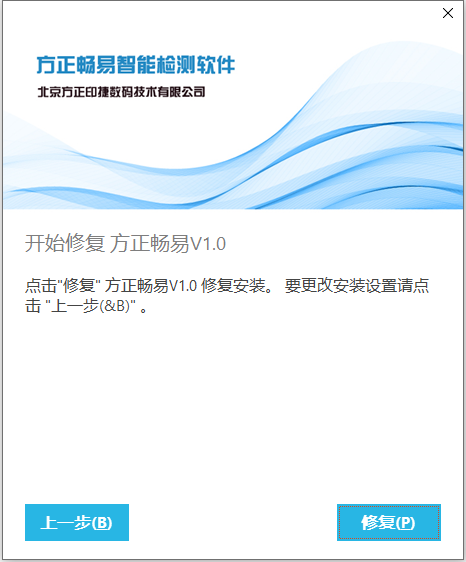 方正畅易智能检测软件
北京方正印捷数码技术有限公司
开始修复 方正畅易V1.0
点击"修复" 方正畅易V1.0 修复安装。 要更改安装设置请点
击 "上一步(&B)" 。
上一步(B)
修复(P)